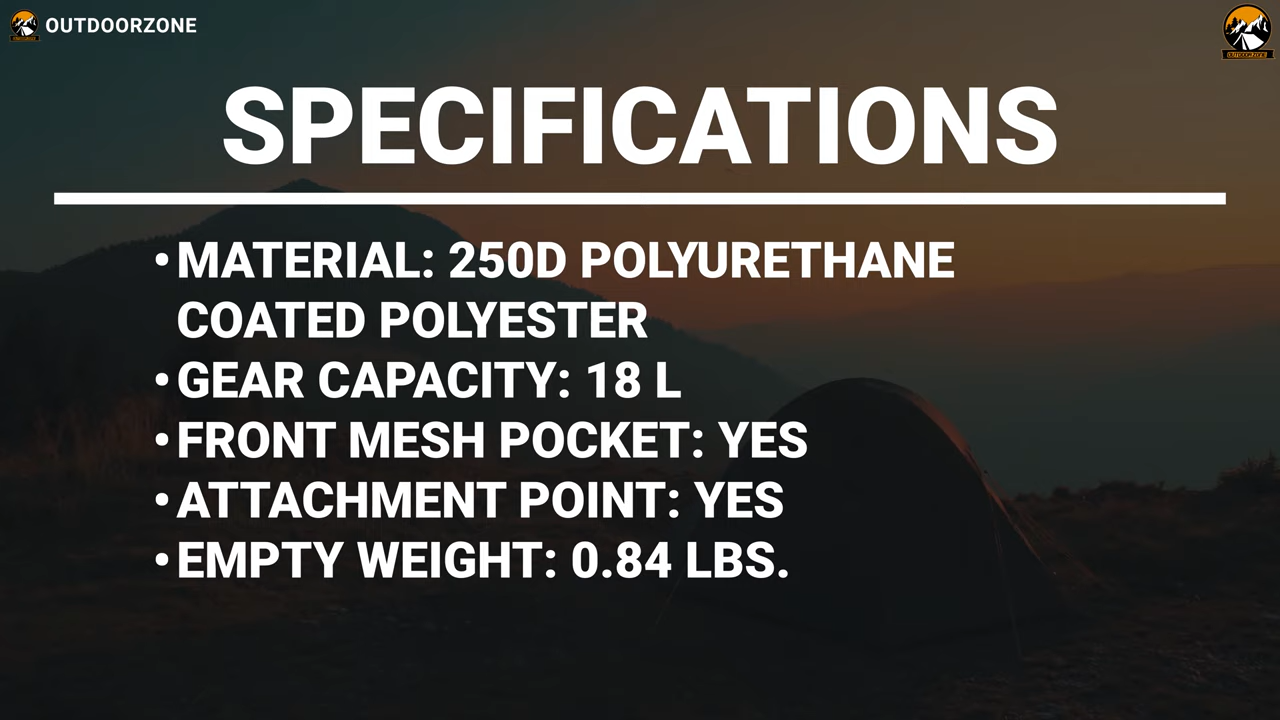 OUTDOORZONE
SPECIFICATIONS
• MATERIAL: 250D POLYURETHANE
COATED POLYESTER
• GEAR CAPACITY: 18 L
• FRONT MESH POCKET: YES
• ATTACHMENT POINT: YES
• EMPTY WEIGHT: 0.84 LBS.